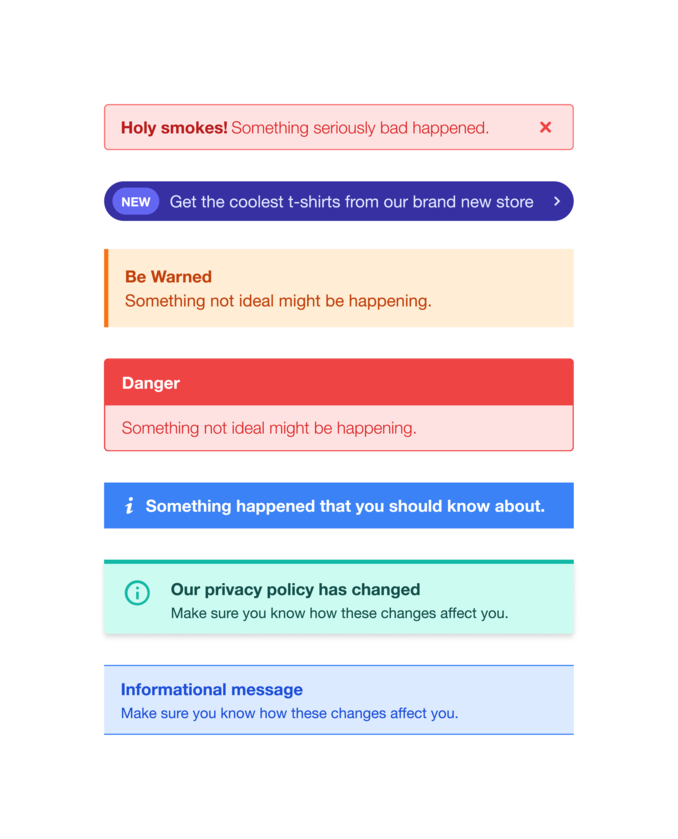 Holy smokes! Something seriously bad happened.
NEW Get the coolest t-shirts from our brand new store
Be Warned
Something not ideal might be happening.
Danger
Something not ideal might be happening.
Something happened that you should know about.
Our privacy policy has changed
Make sure you know how these changes affect you.
Informational message
Make sure you know how these changes affect you.